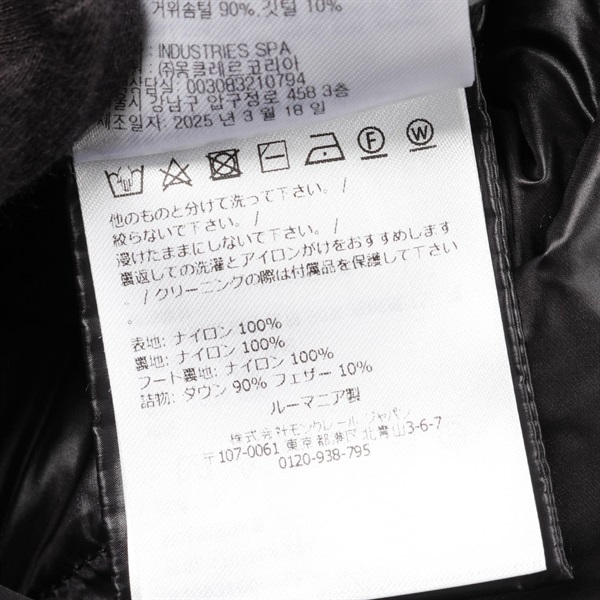 거위솜털 90%, 깃털 10%
: INDUSTRIES SPA
: (주)몽클레르코리아
담실: 00308321079​4
서울시 강남구 압구정로 458 3층
제조일자: 2025 년 3 월 18 일
F W
他のものと分けて洗って下さい。/
絞らないで下さい。/
浸けたままにしないで下さい。/
裏返しての洗濯とアイロンがけをおすすめします
。/クリーニングの際は付属品を保護して下さい
。
表地: ナイロン 100%
裏地: ナイロン 100%
フート裏地: ナイロン 100%
詰物: ダウン 90% フェザー 10%
ルーマニア製
株式会社モンクレール ジャパン
〒107-0061 東京都港区北青山3-6-7
0120-938-795